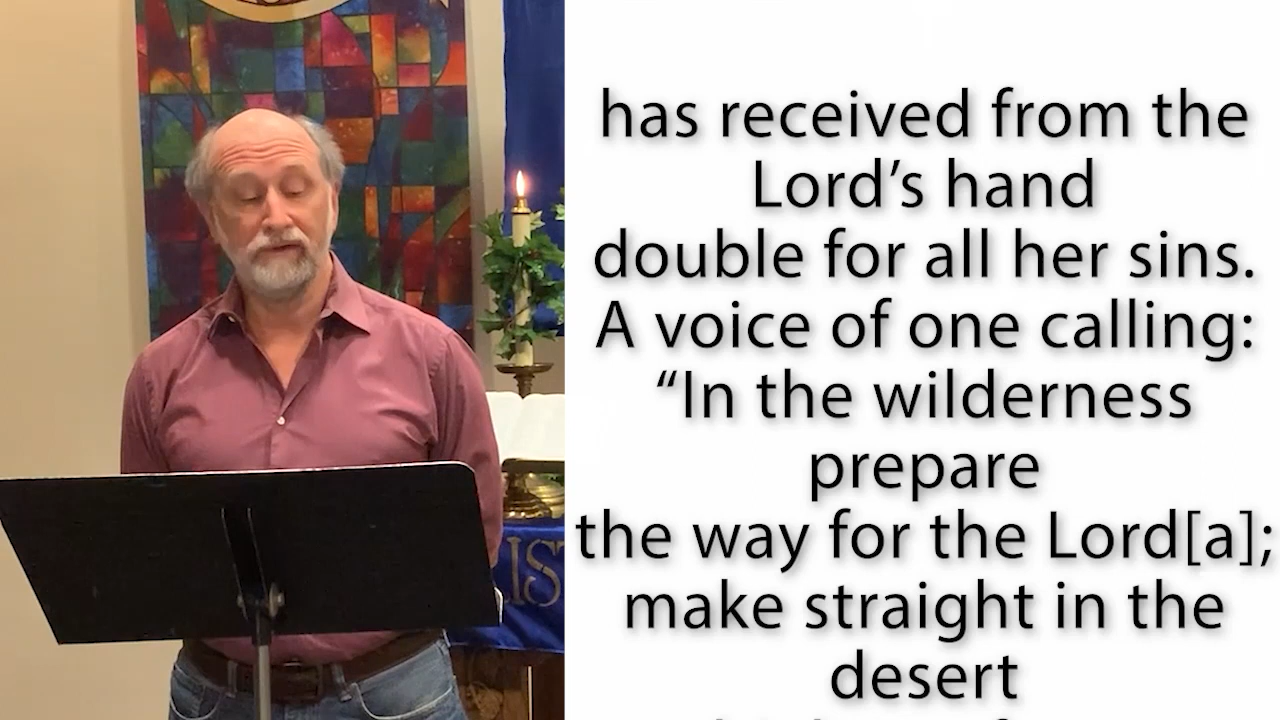 has received from the
Lord’s hand
double for all her sins.
A voice of one calling:
“In the wilderness
prepare
the way for the Lord[a];
make straight in the
desert
IST